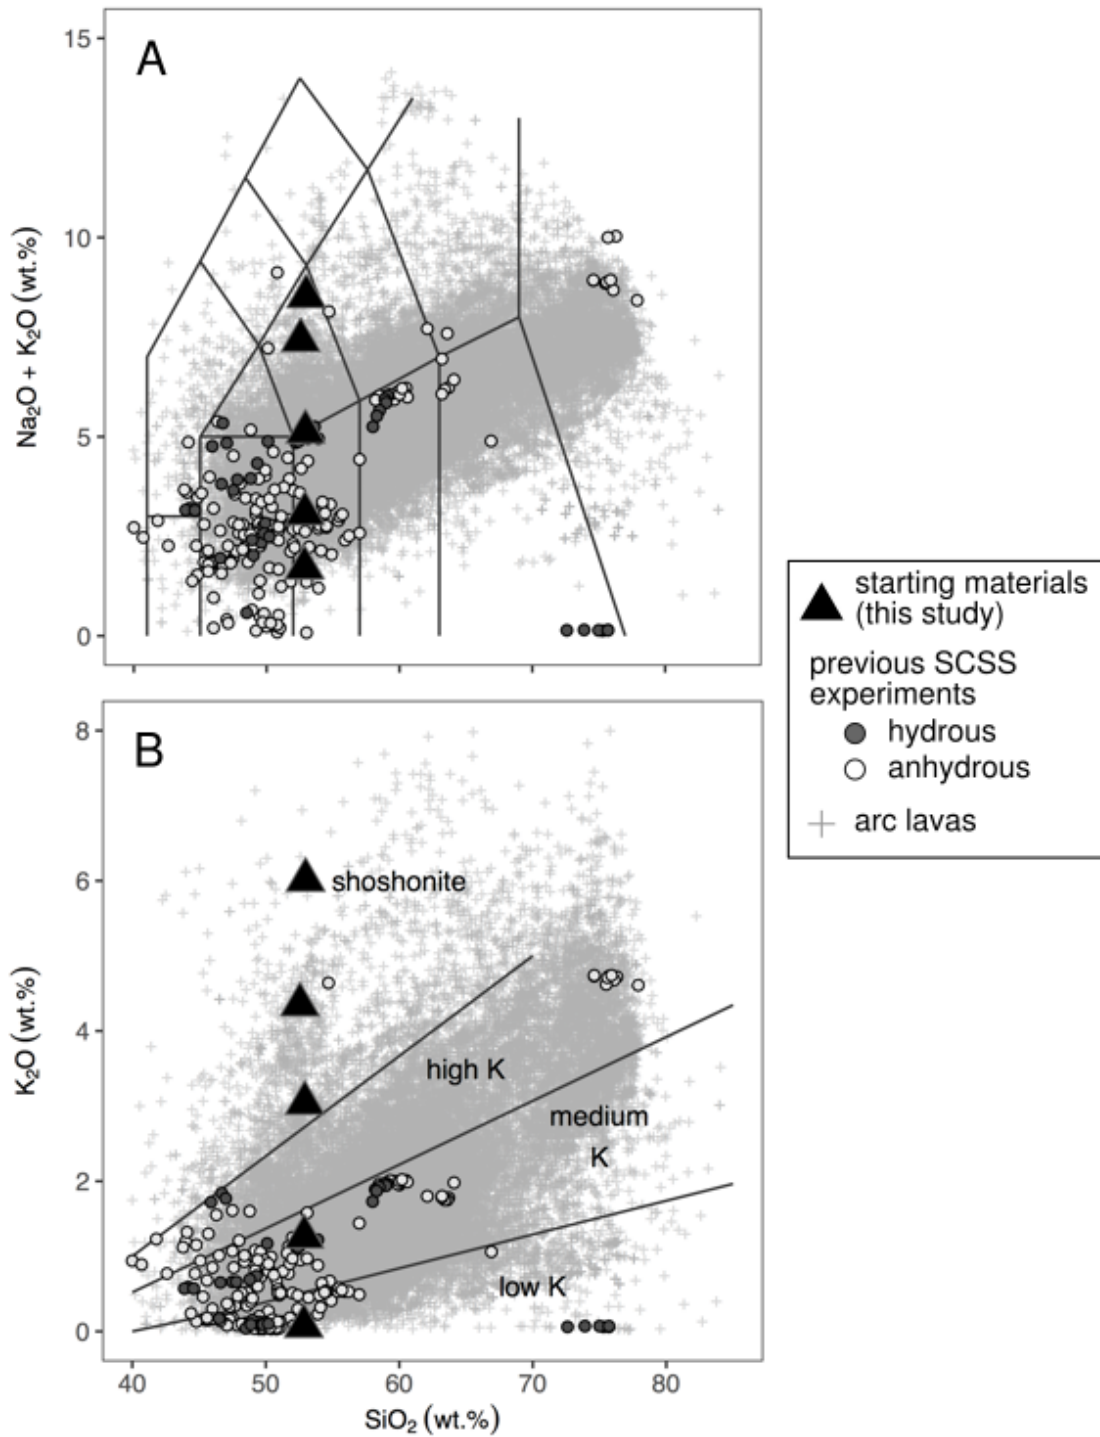 A
15
10
5
0
Na₂O + K₂O (wt.%)
B
8
6
4
2
0
K₂O (wt.%)
shoshonite
high K
medium
K
low K
40 50 60 70 80
SiO₂ (wt.%)
starting materials
(this study)
previous SCSS
experiments
hydrous
anhydrous
arc lavas